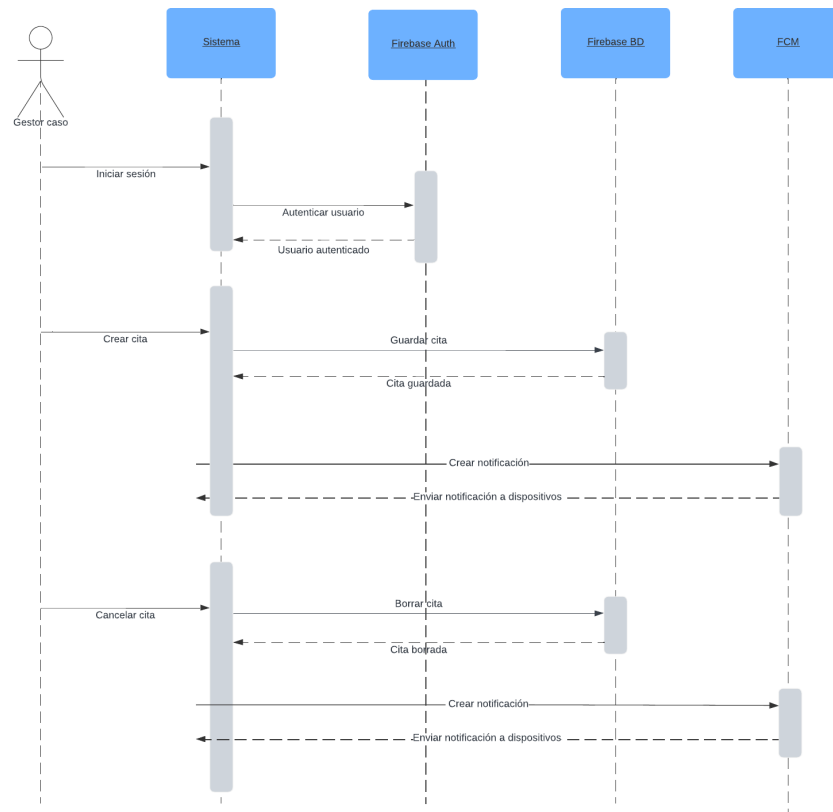 Sistema
Firebase Auth
Firebase BD
FCM
Gestor caso
Iniciar sesión
Autenticar usuario
Usuario autenticado
Crear cita
Guardar cita
Cita guardada
Crear notificación
Enviar notificación a dispositivos
Cancelar cita
Borrar cita
Cita borrada
Crear notificación
Enviar notificación a dispositivos